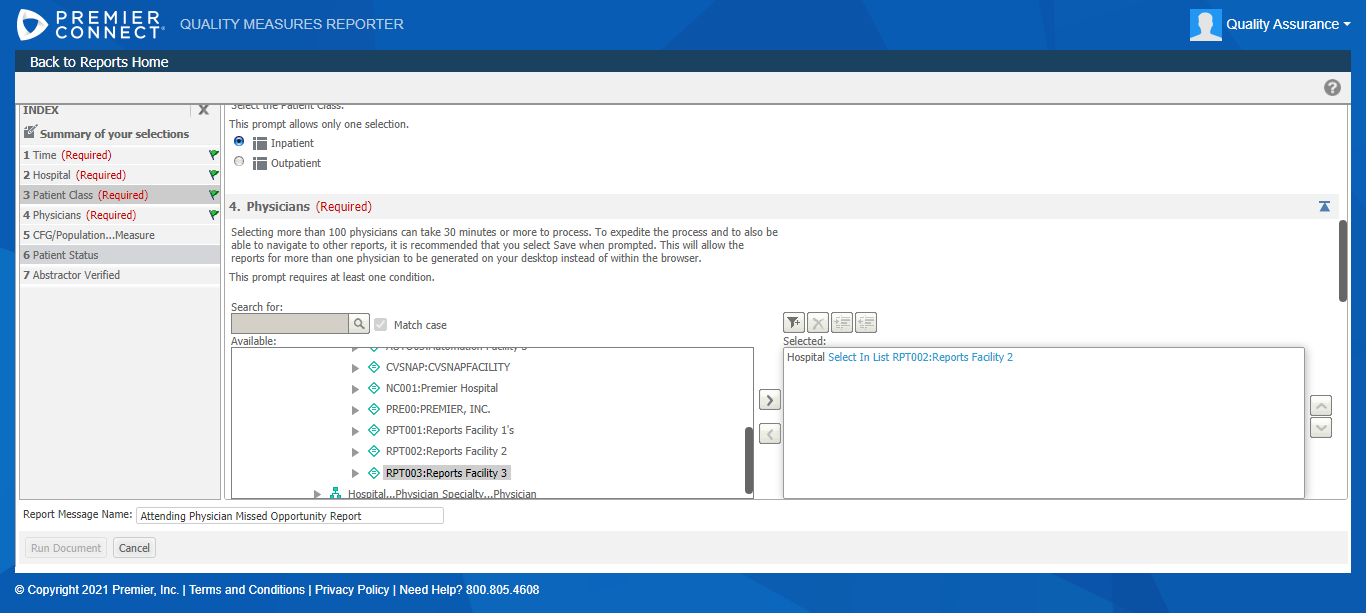 PREMIER CONNECT
QUALITY MEASURES REPORTER
Quality Assurance
Back to Reports Home
INDEX X
Summary of your selections
1 Time (Required)
2 Hospital (Required)
3 Patient Class (Required)
4 Physicians (Required)
5 CFG/Population...Measure
6 Patient Status
7 Abstractor Verified
Select the Patient Class.
This prompt allows only one selection.
Inpatient
Outpatient
4. Physicians (Required)
Selecting more than 100 physicians can take 30 minutes or more to process. To expedite the process and to also be
able to navigate to other reports, it is recommended that you select Save when prompted. This will allow the
reports for more than one physician to be generated on your desktop instead of within the browser.
This prompt requires at least one condition.
Search for:
Match case
Available:
AUTO03:Automation Facility 3
CVSNAP:CVSNAPFACILITY
NC001:Premier Hospital
PRE00:PREMIER, INC.
RPT001:Reports Facility 1's
RPT002:Reports Facility 2
RPT003:Reports Facility 3
Hospital...Physician Specialty...Physician
Selected:
Hospital Select In List RPT002:Reports Facility 2
Report Message Name: Attending Physician Missed Opportunity Report
Run Document Cancel
© Copyright 2021 Premier, Inc. | Terms and Conditions | Privacy Policy | Need Help? 800.805.4608